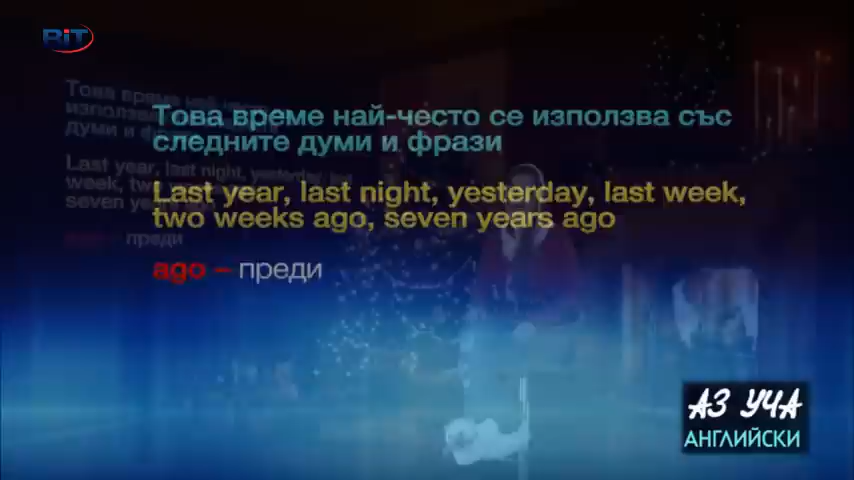 RiT
Това време най-често се използва със
следните думи и фрази
Last year, last night, yesterday, last week,
two weeks ago, seven years ago
ago – преди
АЗ УЧА
АНГЛИЙСКИ